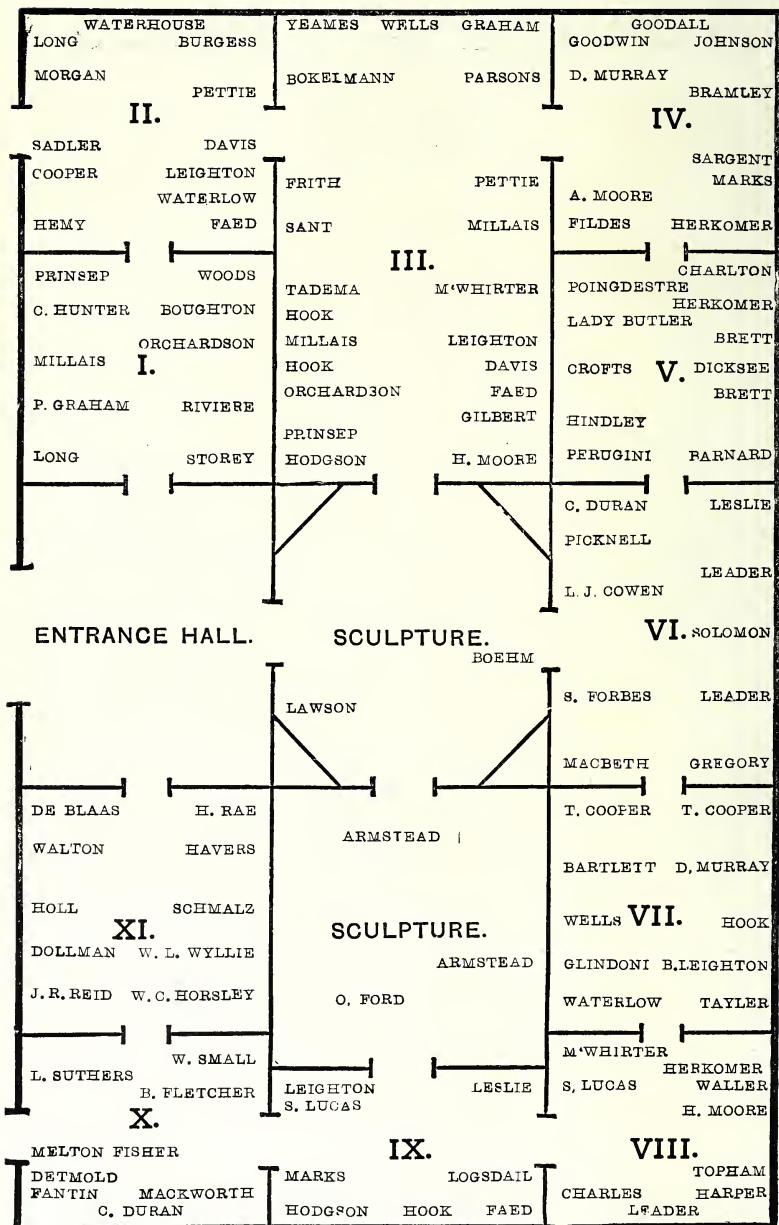 WATERHOUSE
LONG BURGESS
MORGAN
PETTIE
II.
SADLER DAVIS
COOPER LEIGHTON
WATERLOW
HEMY FAED
YEAMES WELLS GRAHAM
BOKELMANN PARSONS
FRITH PETTIE
SANT MILLAIS
III.
TADEMA M'WHIRTER
HOOK
MILLAIS LEIGHTON
HOOK DAVIS
ORCHARD3ON FAED
GILBERT
PRINSEP
HODGSON H. MOORE
GOODALL
GOODWIN JOHNSON
D. MURRAY
BRAMLEY
IV.
SARGENT
MARKS
A. MOORE
FILDES HERKOMER
PRINSEP WOODS
C. HUNTER BOUGHTON
ORCHARDSON
MILLAIS I.
P. GRAHAM RIVIERE
LONG STOREY
CHARLTON
POINGDESTRE
HERKOMER
LADY BUTLER
BRETT
CROFTS V. DICKSEE
BRETT
HINDLEY
PERUGINI BARNARD
ENTRANCE HALL.
SCULPTURE.
BOEHM
LAWSON
C. DURAN LESLIE
PICKNELL
LEADER
L. J. COWEN
VI. SOLOMON
S. FORBES LEADER
MACBETH GREGORY
DE BLAAS H. RAE
WALTON HAVERS
HOLL SCHMALZ
XI.
DOLLMAN W. L. WYLLIE
J. R. REID W. C. HORSLEY
ARMSTEAD
SCULPTURE.
ARMSTEAD
O. FORD
T. COOPER T. COOPER
BARTLETT D. MURRAY
WELLS VII. HOOK
GLINDONI B. LEIGHTON
WATERLOW TAYLER
W. SMALL
L. SUTHERS
B. FLETCHER
X.
MELTON FISHER
DETMOLD
FANTIN MACKWORTH
C. DURAN
LEIGHTON LESLIE
S. LUCAS
IX.
MARKS LOGSDAIL
HODGSON HOOK FAED
M'WHIRTER
HERKOMER
S. LUCAS WALLER
H. MOORE
VIII.
TOPHAM
CHARLES HARPER
LEADER